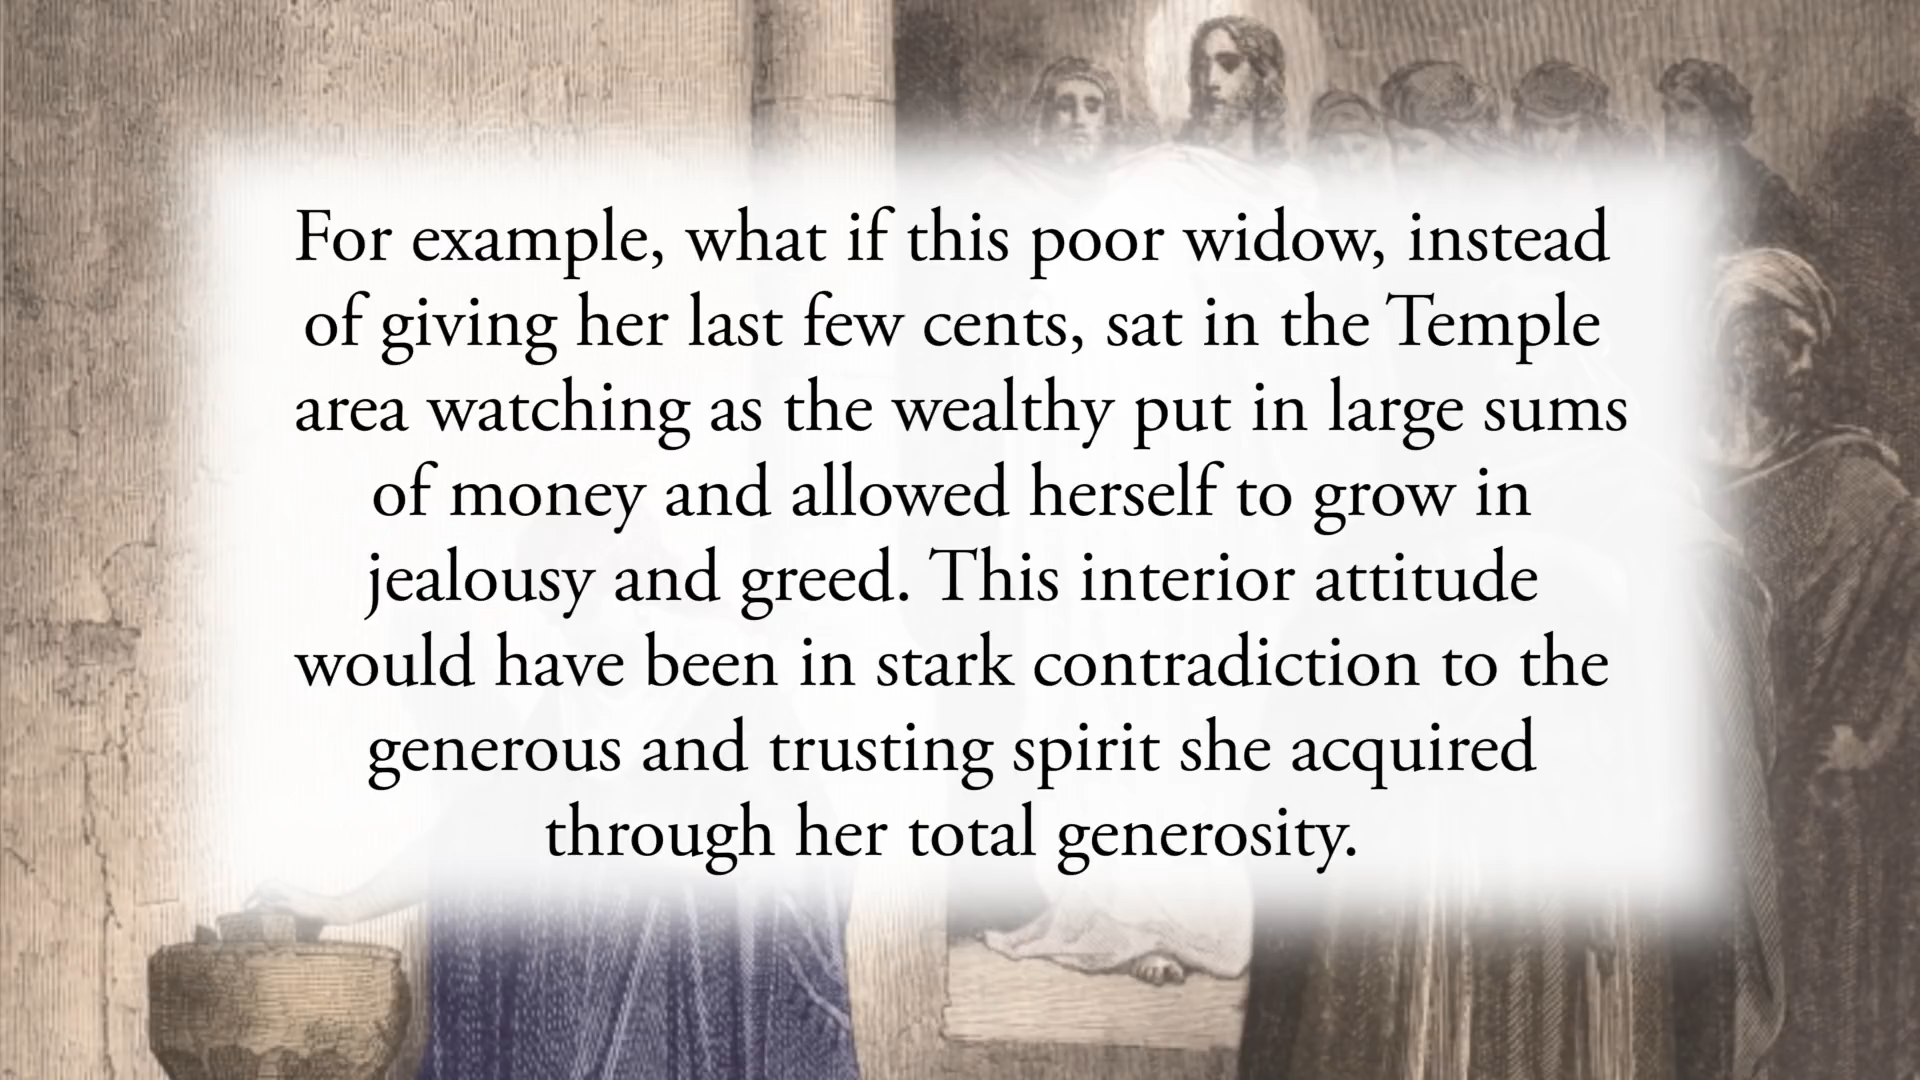 For example, what if this poor widow, instead
of giving her last few cents, sat in the Temple
area watching as the wealthy put in large sums
of money and allowed herself to grow in
jealousy and greed. This interior attitude
would have been in stark contradiction to the
generous and trusting spirit she acquired
through her total generosity.